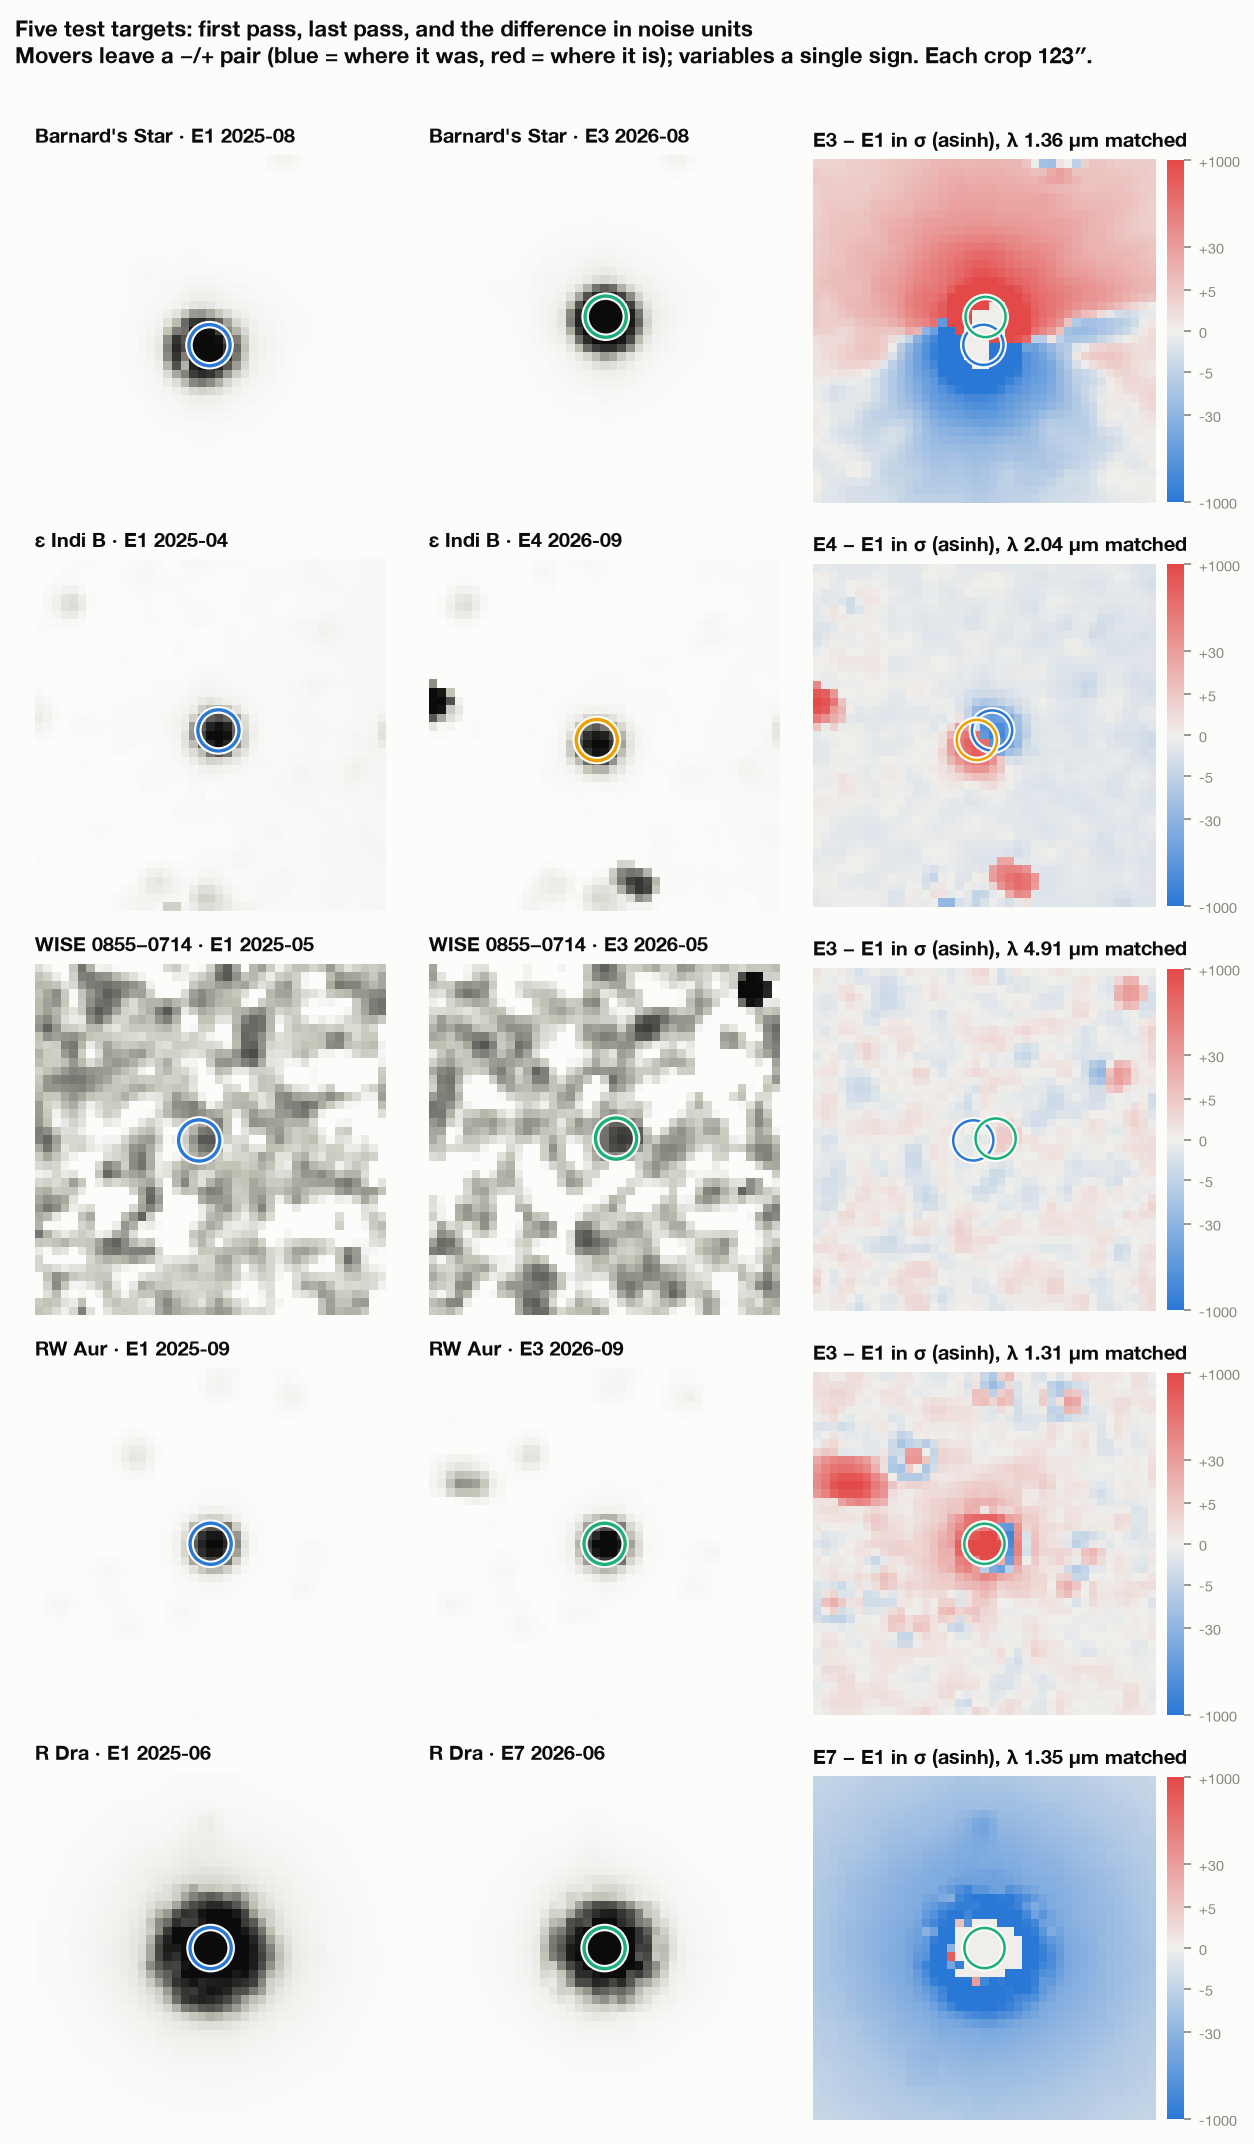 Five test targets: first pass, last pass, and the difference in noise units
Movers leave a −/+ pair (blue = where it was, red = where it is); variables a single sign. Each crop 123″.
Barnard's Star · E1 2025-08
Barnard's Star · E3 2026-08
E3 − E1 in σ (asinh), λ 1.36 µm matched
+1000
+30
+5
0
-5
-30
-1000
ε Indi B · E1 2025-04
ε Indi B · E4 2026-09
E4 − E1 in σ (asinh), λ 2.04 µm matched
+1000
+30
+5
0
-5
-30
-1000
WISE 0855−0714 · E1 2025-05
WISE 0855−0714 · E3 2026-05
E3 − E1 in σ (asinh), λ 4.91 µm matched
+1000
+30
+5
0
-5
-30
-1000
RW Aur · E1 2025-09
RW Aur · E3 2026-09
E3 − E1 in σ (asinh), λ 1.31 µm matched
+1000
+30
+5
0
-5
-30
-1000
R Dra · E1 2025-06
R Dra · E7 2026-06
E7 − E1 in σ (asinh), λ 1.35 µm matched
+1000
+30
+5
0
-5
-30
-1000